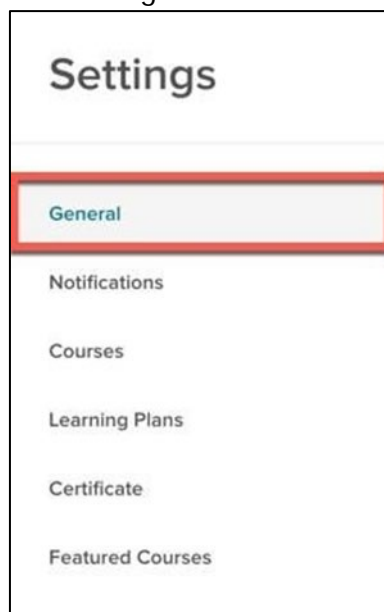 Settings
General
Notifications
Courses
Learning Plans
Certificate
Featured Courses